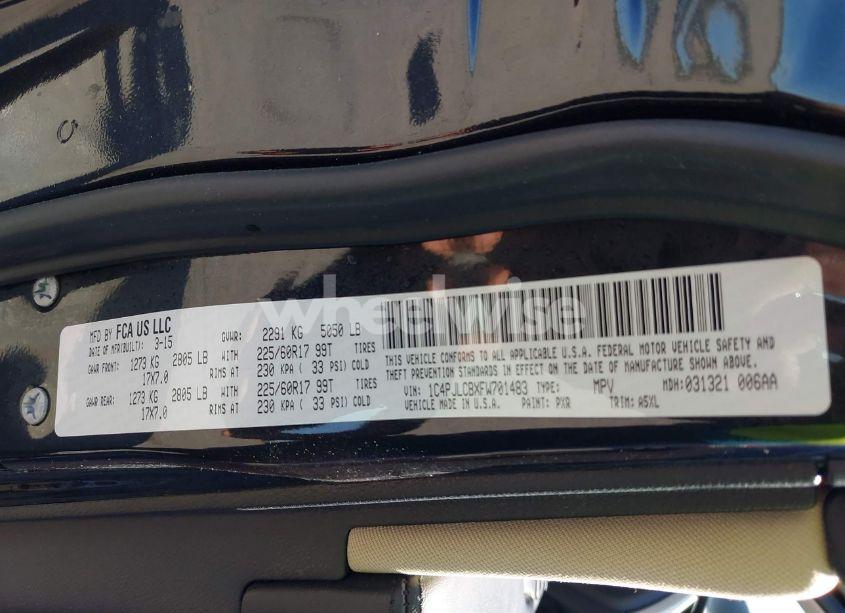 MFD BY FCA US LLC
DATE OF MFR(BUILT): 3-15 GVWR: 2291 KG 5050 LB
GAWR FRONT: 1273 KG 2805 LB WITH 225/60R17 99T TIRES
17X7.0 RIMS AT 230 KPA ( 33 PSI) COLD
GAWR REAR: 1273 KG 2805 LB WITH 225/60R17 99T TIRES
17X7.0 RIMS AT 230 KPA ( 33 PSI) COLD
THIS VEHICLE CONFORMS TO ALL APPLICABLE U.S.A. FEDERAL MOTOR VEHICLE SAFETY AND
THEFT PREVENTION STANDARDS IN EFFECT ON THE DATE OF MANUFACTURE SHOWN ABOVE.
VIN: 1C4PJLCBXFW701483 TYPE: MPV MDH: 031321 006AA
VEHICLE MADE IN U.S.A. PAINT: PXR TRIM: A5XL
wheelwise